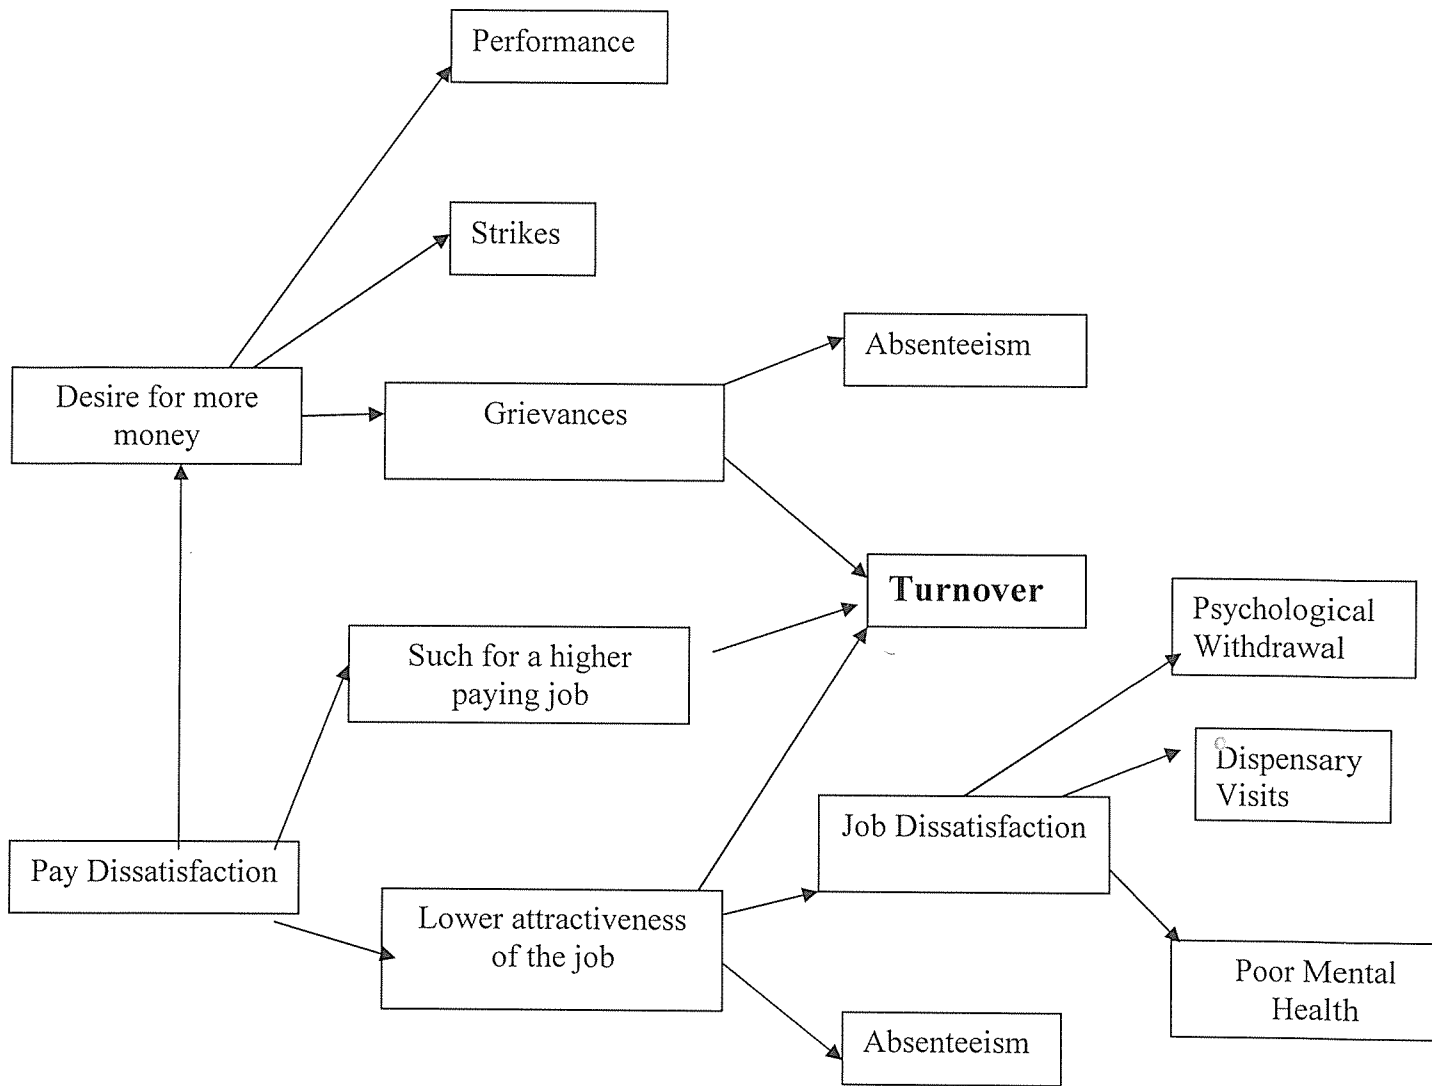 Performance
Strikes
Absenteeism
Desire for more
money
Grievances
Turnover
Psychological
Withdrawal
Such for a higher
paying job
Dispensary
Visits
Job Dissatisfaction
Pay Dissatisfaction
Lower attractiveness
of the job
Poor Mental
Health
Absenteeism